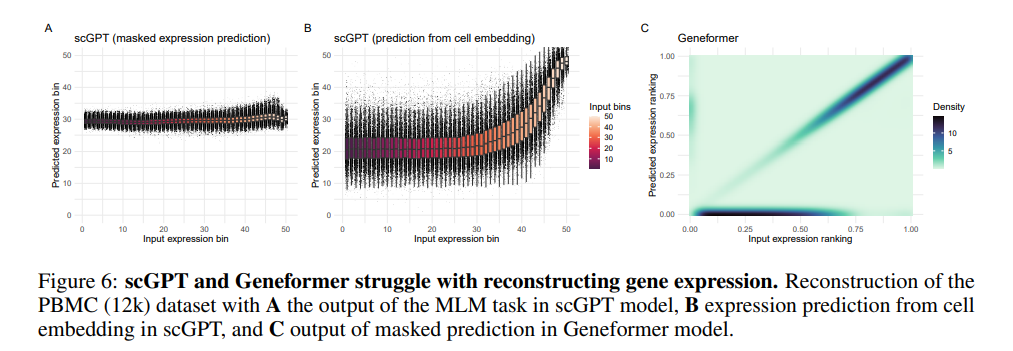 A
scGPT (masked expression prediction)
Predicted expression bin
50
40
30
20
10
0
0 10 20 30 40 50
Input expression bin
B
scGPT (prediction from cell embedding)
Predicted expression bin
50
40
30
20
10
0
0 10 20 30 40 50
Input expression bin
Input bins
50
40
30
20
10
C
Geneformer
Predicted expression ranking
1.00
0.75
0.50
0.25
0.00
0.00 0.25 0.50 0.75 1.00
Input expression ranking
Density
10
5
Figure 6: scGPT and Geneformer struggle with reconstructing gene expression. Reconstruction of the
PBMC (12k) dataset with A the output of the MLM task in scGPT model, B expression prediction from cell
embedding in scGPT, and C output of masked prediction in Geneformer model.